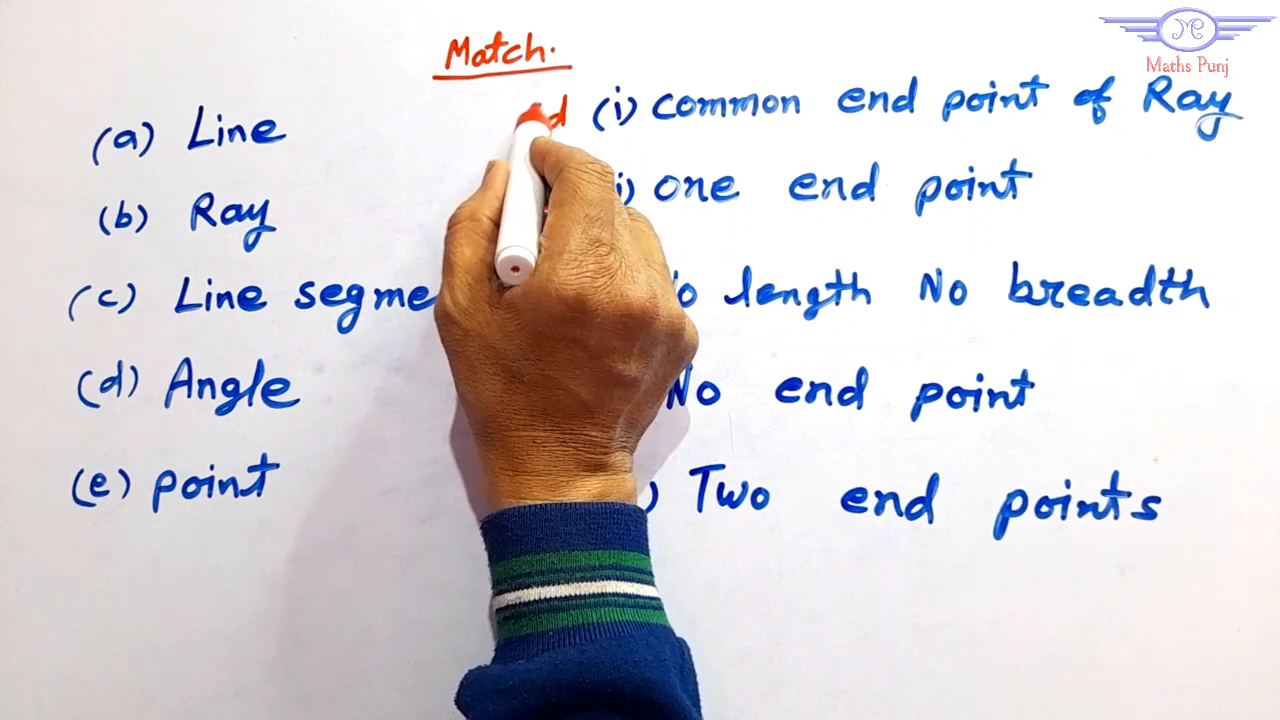 Match.
Maths Punj
(a) Line
d (i) common end point of Ray
(b) Ray
one end point
(c) Line segme
length No breadth
(d) Angle
No end point
(e) point
Two end points